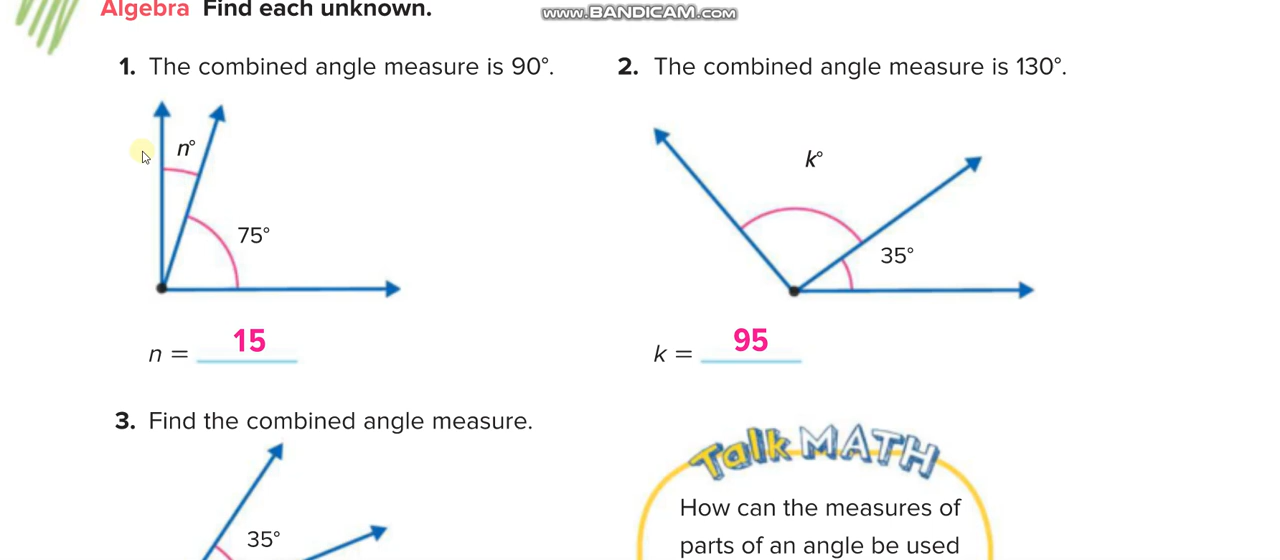 Algebra Find each unknown.
www.BANDICAM.com
1. The combined angle measure is 90°.
2. The combined angle measure is 130°.
n°
75°
k°
35°
n = 15
k = 95
3. Find the combined angle measure.
35°
Talk MATH
How can the measures of
parts of an angle be used